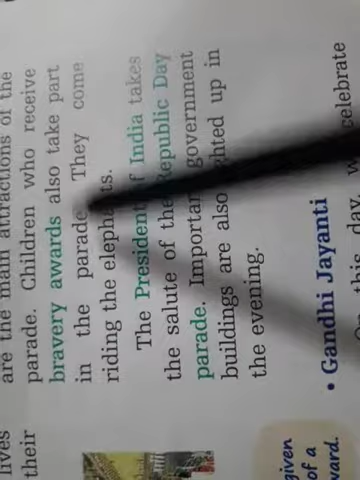 are the main attractions of the
parade. Children who receive
bravery awards also take part
in the parade They come
riding the elephants.
The President of India takes
the salute of the Republic Day
parade. Important government
buildings are also lighted up in
the evening.
• Gandhi Jayanti
this day, celebrate
lives
their
given
of a
ward.